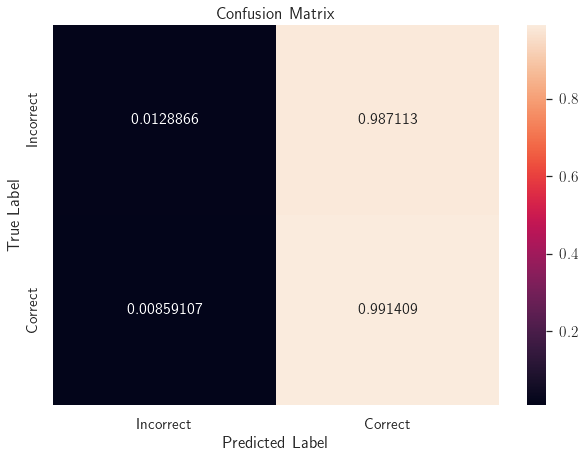 Confusion Matrix
Incorrect
0.0128866
0.987113
0.8
0.6
True Label
0.4
Correct
0.00859107
0.991409
0.2
Incorrect
Correct
Predicted Label